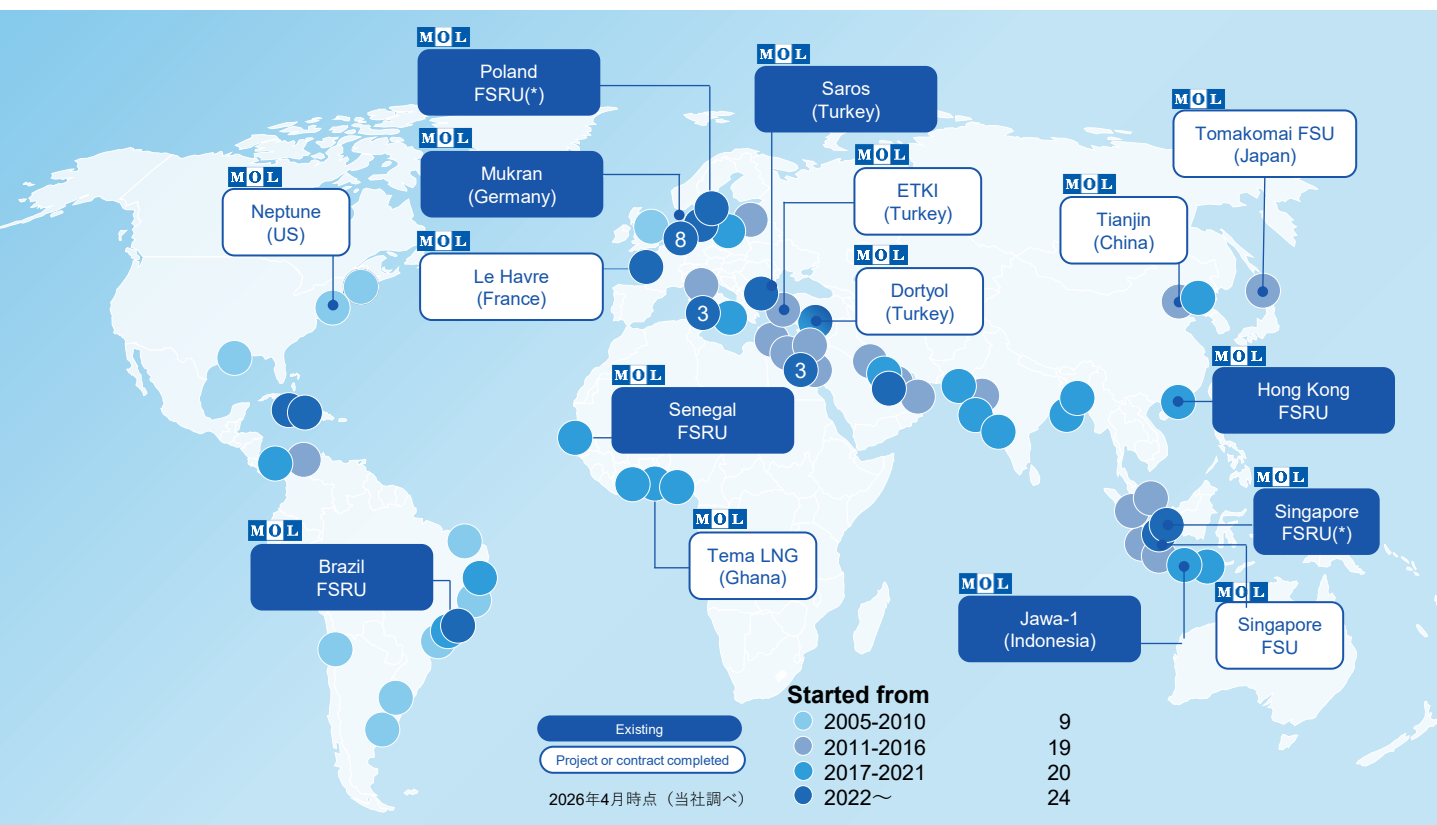 MOL
Poland
FSRU(*)
MOL
Saros
(Turkey)
MOL
Tomakomai FSU
(Japan)
MOL
Mukran
(Germany)
MOL
ETKI
(Turkey)
MOL
Neptune
(US)
MOL
Tianjin
(China)
8
MOL
Le Havre
(France)
MOL
Dortyol
(Turkey)
3
3
MOL
Hong Kong
FSRU
MOL
Senegal
FSRU
MOL
Singapore
FSRU(*)
MOL
Tema LNG
(Ghana)
MOL
Brazil
FSRU
MOL
Jawa-1
(Indonesia)
MOL
Singapore
FSU
Existing
Project or contract completed
2026年4月時点（当社調べ）
Started from
2005-2010 9
2011-2016 19
2017-2021 20
2022～ 24